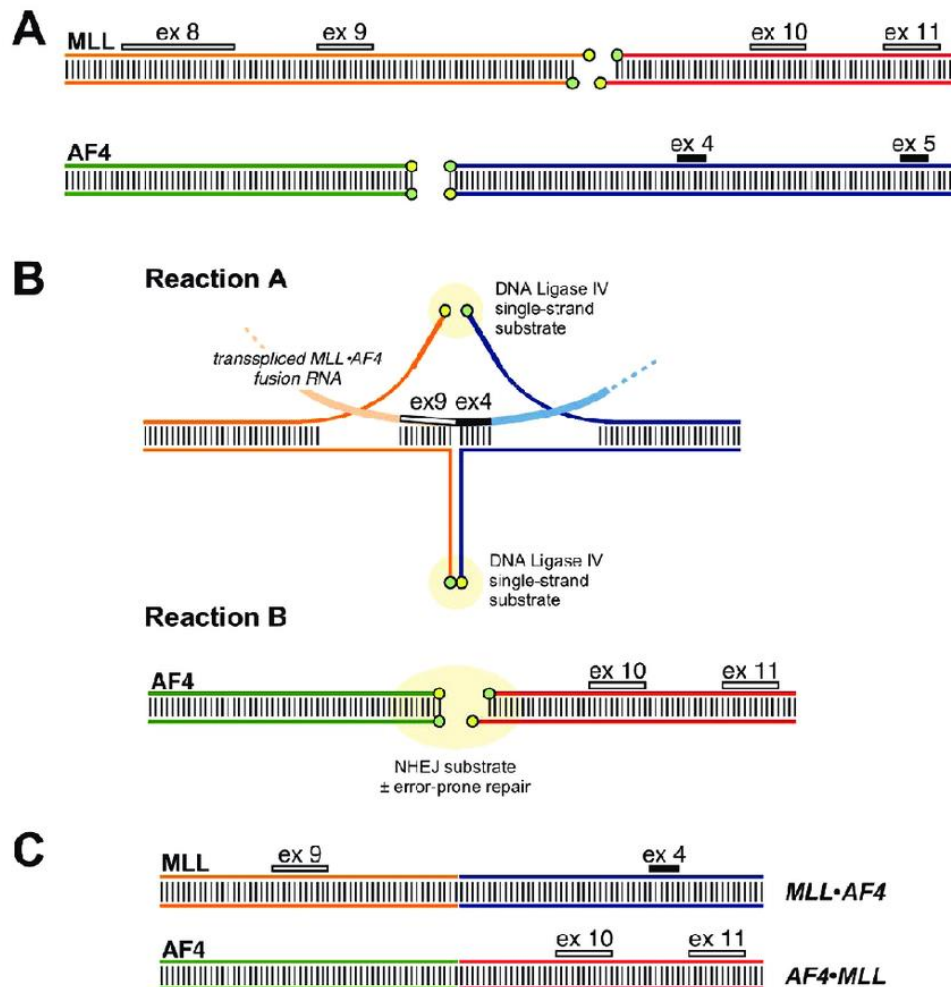 A
MLL
ex 8
ex 9
ex 10
ex 11
AF4
ex 4
ex 5
B
Reaction A
DNA Ligase IV
single-strand
substrate
transspliced MLL•AF4
fusion RNA
ex9 ex4
DNA Ligase IV
single-strand
substrate
Reaction B
AF4
ex 10
ex 11
NHEJ substrate
± error-prone repair
C
MLL
ex 9
ex 4
MLL•AF4
AF4
ex 10
ex 11
AF4•MLL